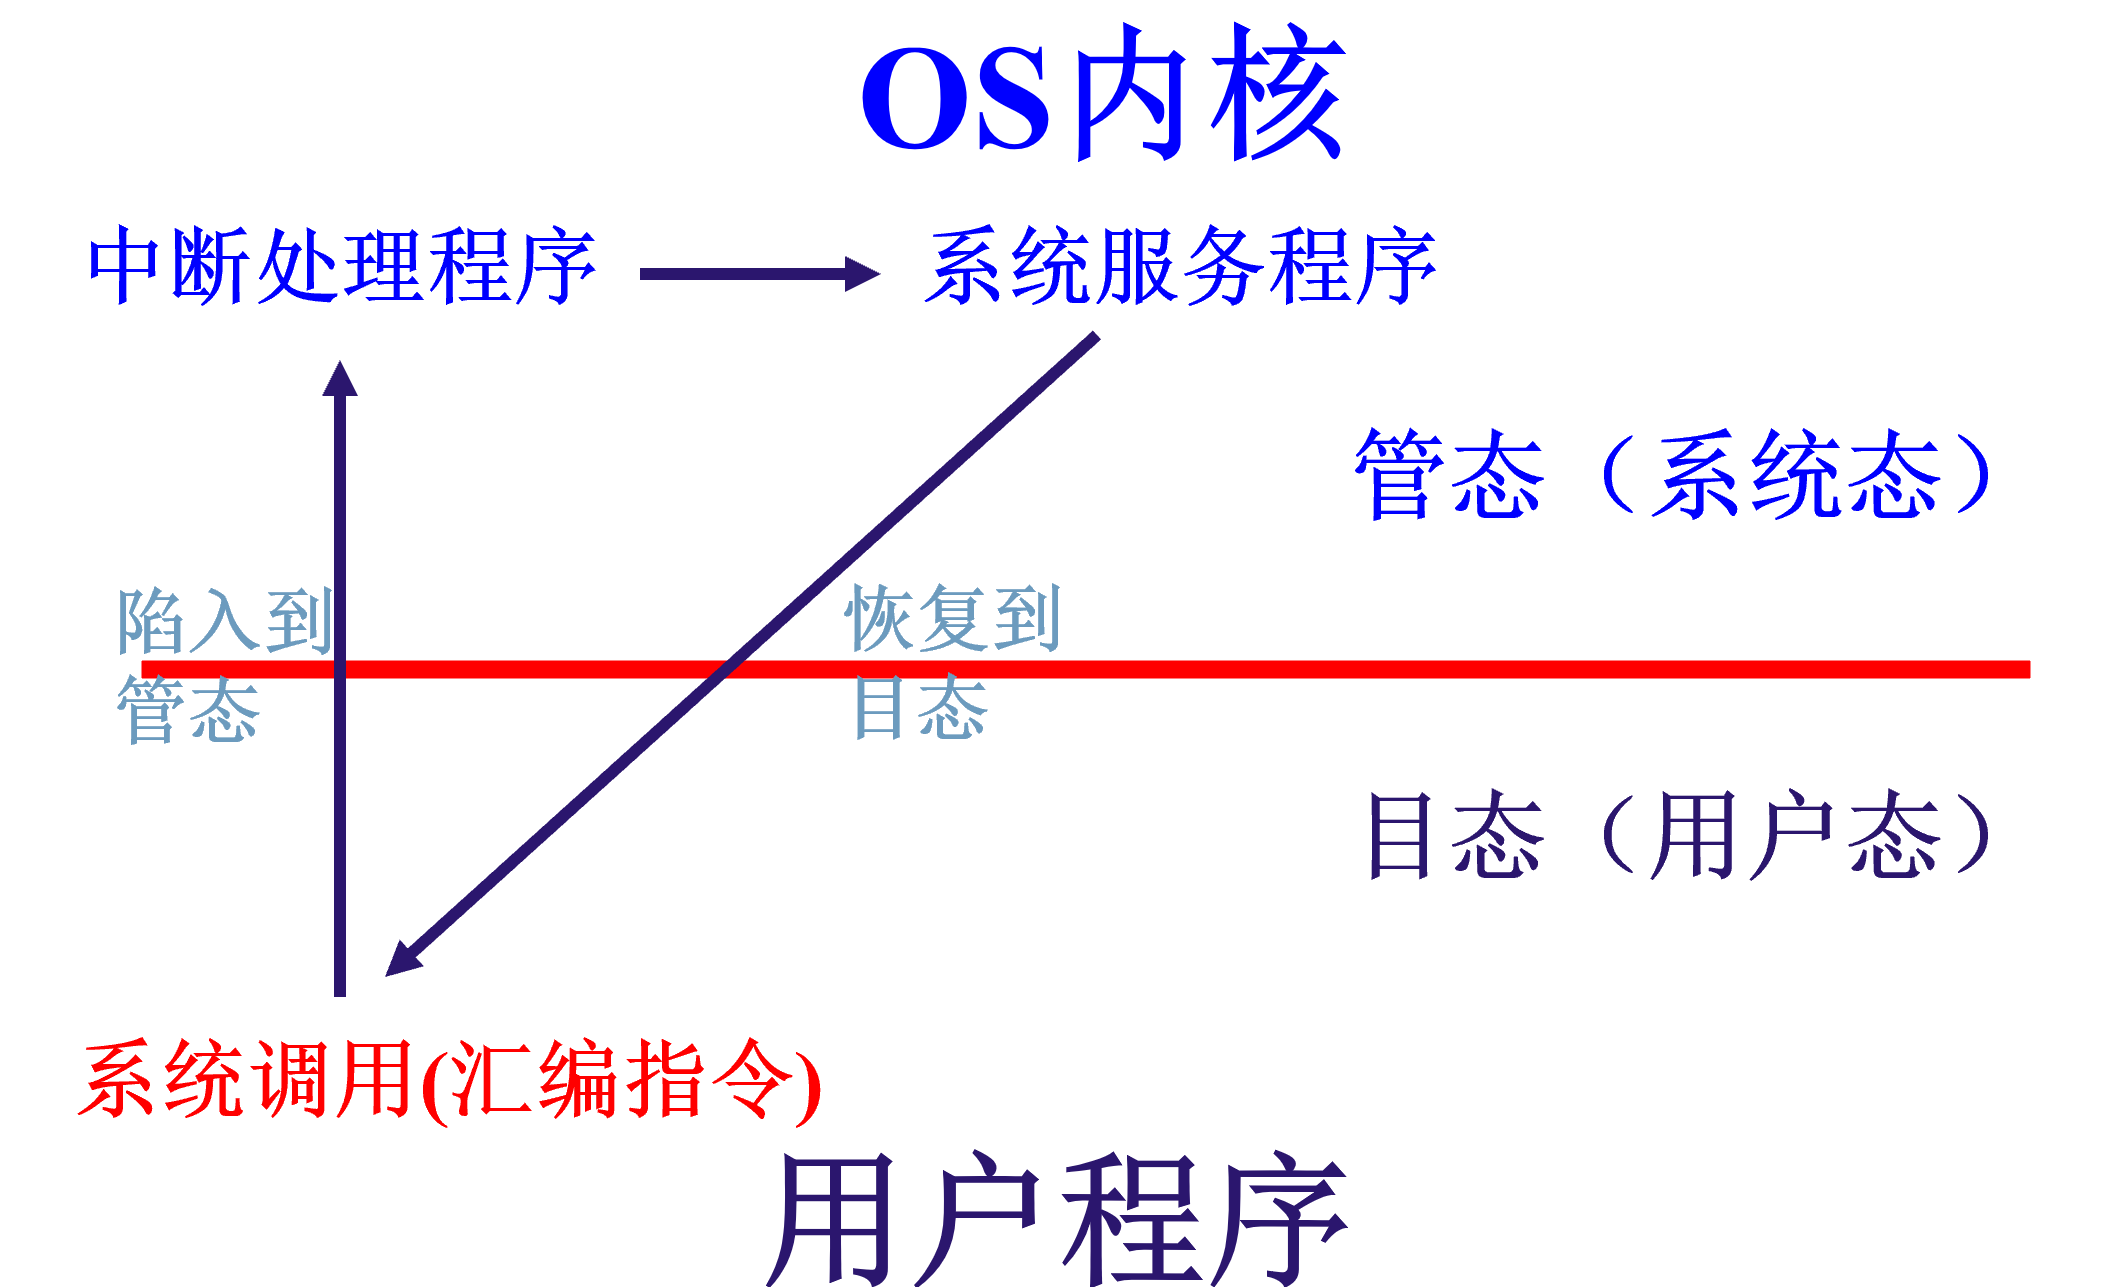 OS内核
中断处理程序
系统服务程序
管态（系统态）
陷入到
管态
恢复到
目态
目态（用户态）
系统调用(汇编指令)
用户程序